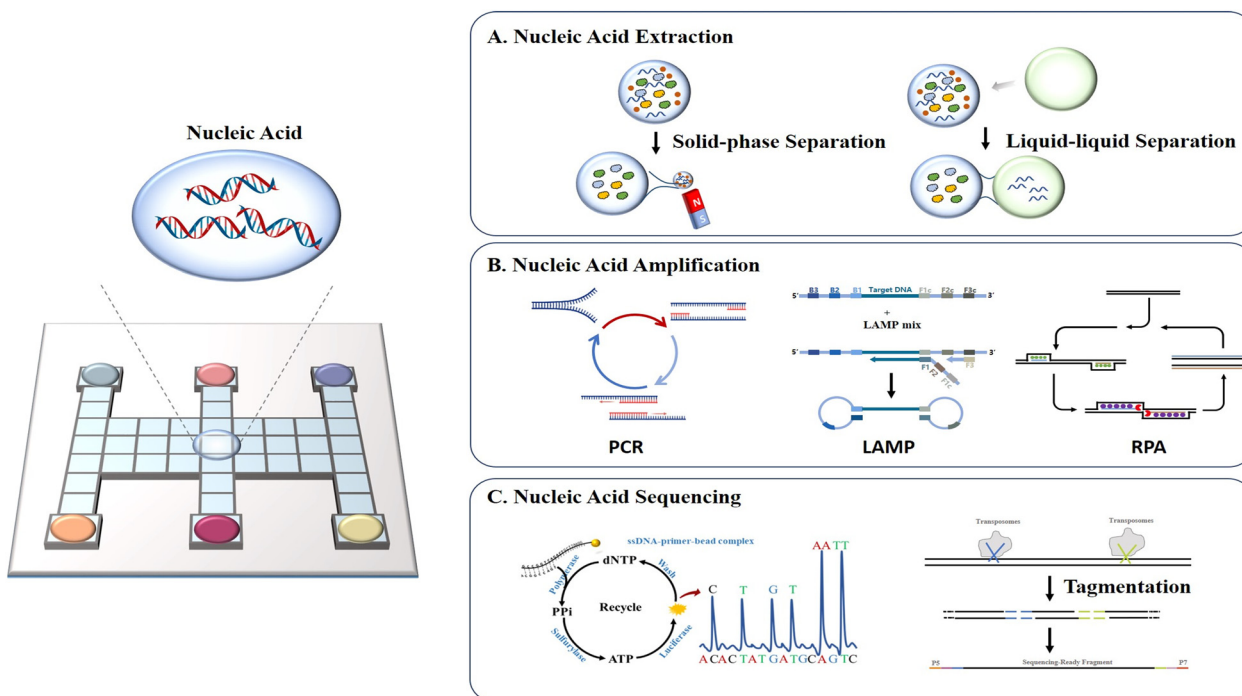 Nucleic Acid
A. Nucleic Acid Extraction
Solid-phase Separation
N
S
Liquid-liquid Separation
B. Nucleic Acid Amplification
PCR
5' B3 B2 B1 Target DNA F1c F2c F3c 3'
+
LAMP mix
5' 3'
F1 F2 F1c F3
LAMP
RPA
C. Nucleic Acid Sequencing
ssDNA-primer-bead complex
Polymerase
dNTP
Wash
PPi
Recycle
Sulfurylase
ATP
Luciferase
C T G T AA TT
ACACTATGATGCAGTC
Transposomes Transposomes
Tagmentation
P5 Sequencing-Ready Fragment P7